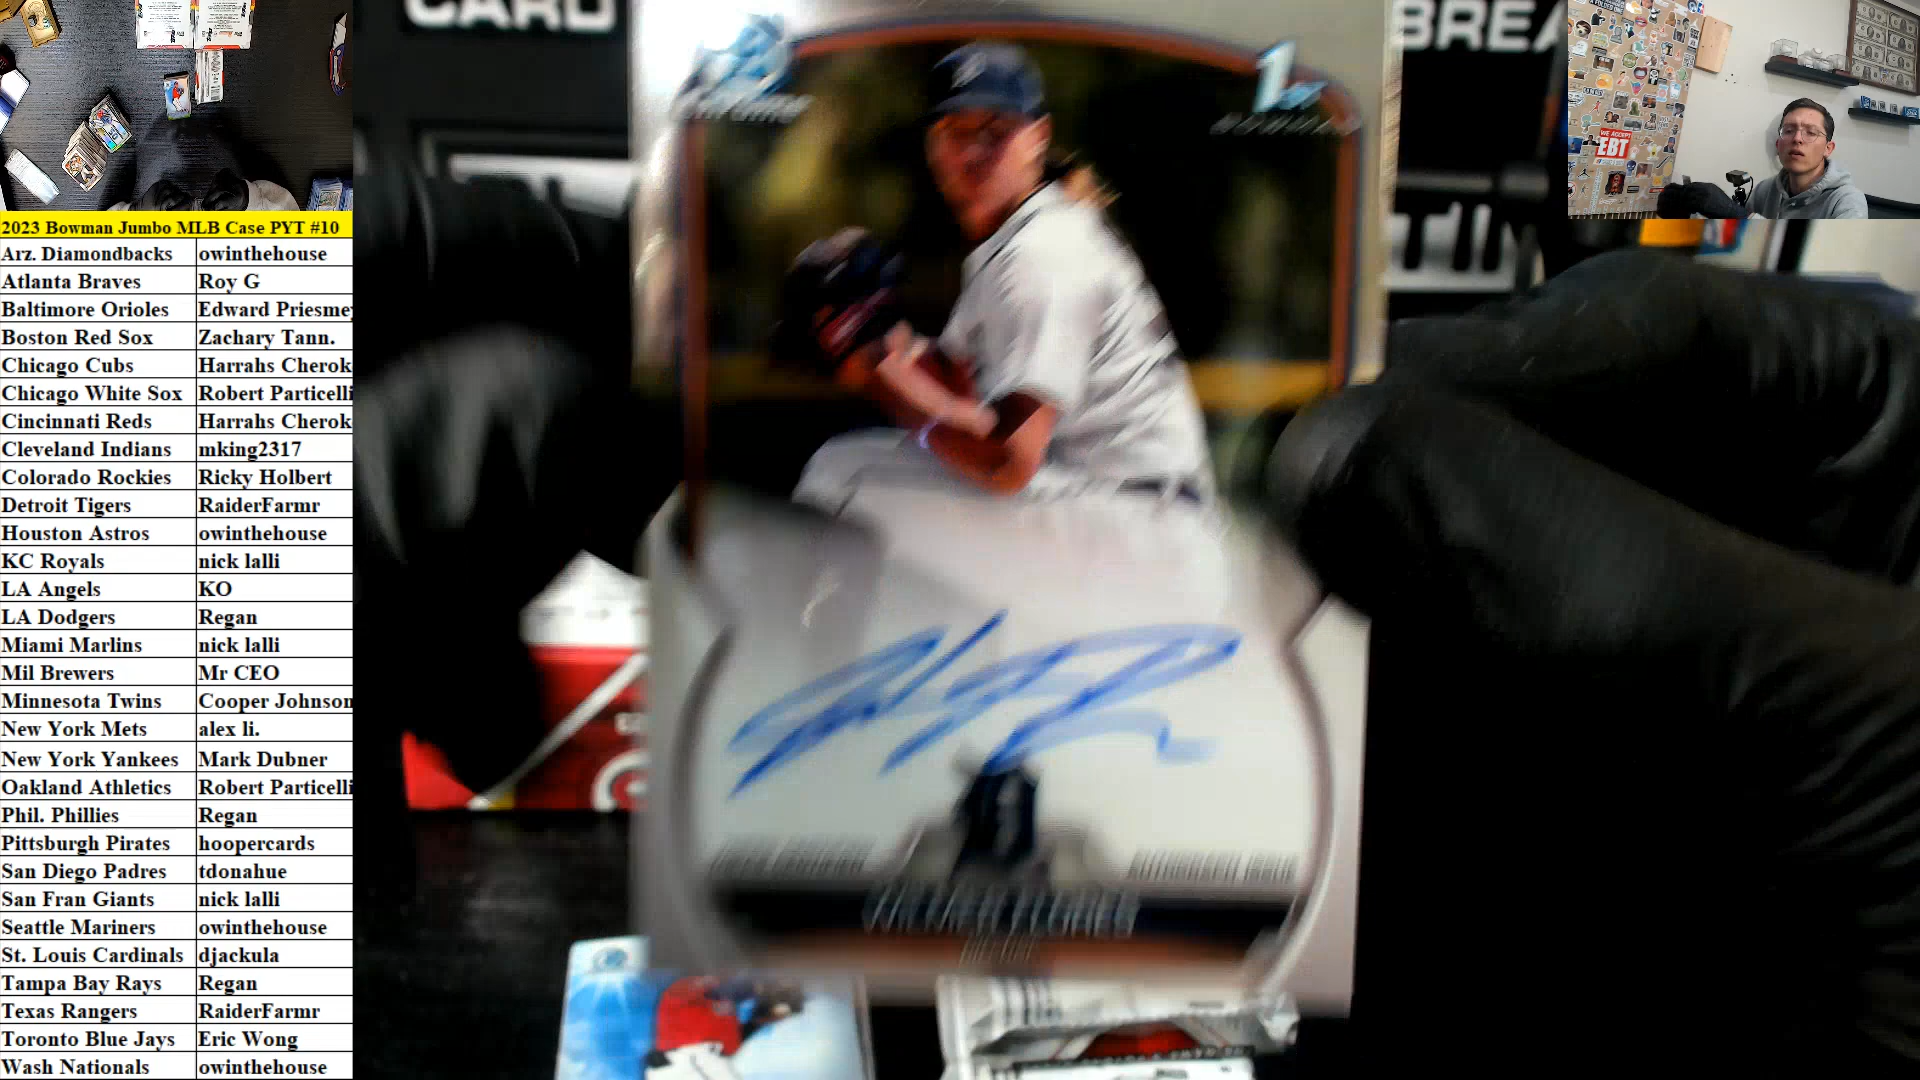 CARD
BREA
1ST
WE ACCEPT
EBT
2023 Bowman Jumbo MLB Case PYT #10
Arz. Diamondbacks owinthehouse
Atlanta Braves Roy G
Baltimore Orioles Edward Priesme
Boston Red Sox Zachary Tann.
Chicago Cubs Harrahs Cherok
Chicago White Sox Robert Particelli
Cincinnati Reds Harrahs Cherok
Cleveland Indians mking2317
Colorado Rockies Ricky Holbert
Detroit Tigers RaiderFarmr
Houston Astros owinthehouse
KC Royals nick lalli
LA Angels KO
LA Dodgers Regan
Miami Marlins nick lalli
Mil Brewers Mr CEO
Minnesota Twins Cooper Johnson
New York Mets alex li.
New York Yankees Mark Dubner
Oakland Athletics Robert Particelli
Phil. Phillies Regan
Pittsburgh Pirates hoopercards
San Diego Padres tdonahue
San Fran Giants nick lalli
Seattle Mariners owinthehouse
St. Louis Cardinals djackula
Tampa Bay Rays Regan
Texas Rangers RaiderFarmr
Toronto Blue Jays Eric Wong
Wash Nationals owinthehouse